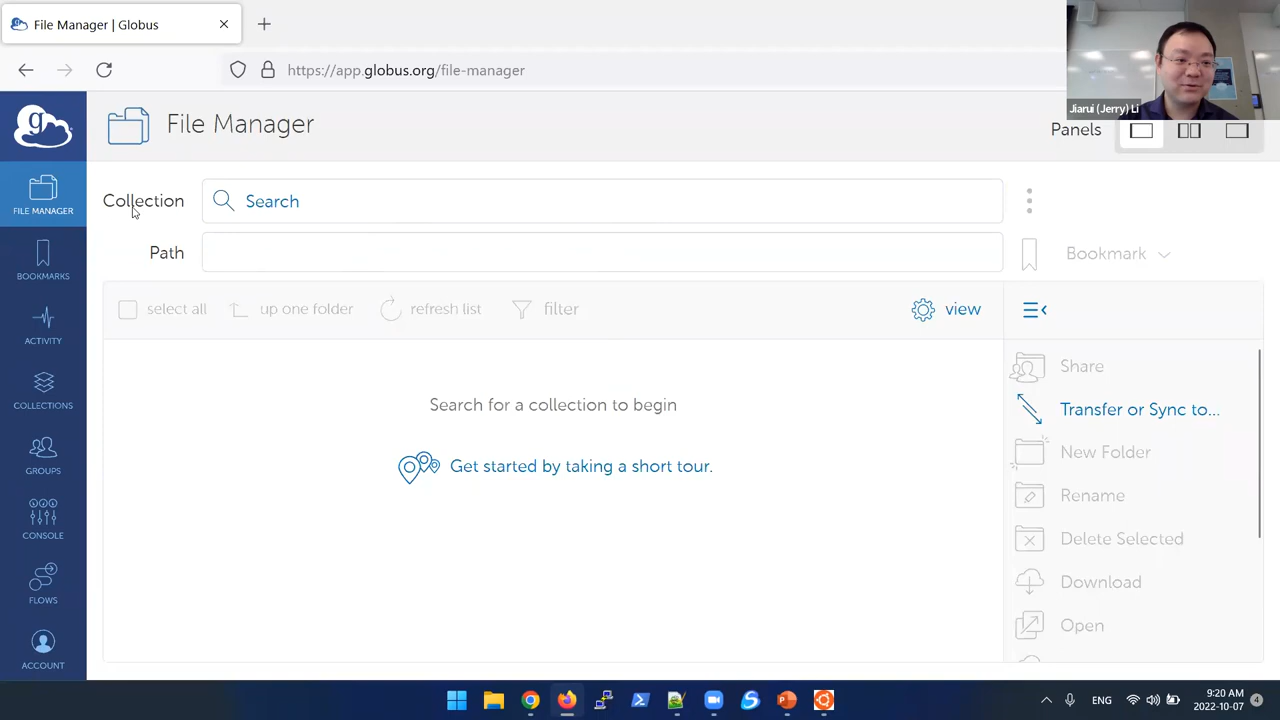 File Manager | Globus
https://app.globus.org/file-manager
Jiarui (Jerry) Li
g
File Manager
Panels
FILE MANAGER
BOOKMARKS
ACTIVITY
COLLECTIONS
GROUPS
CONSOLE
FLOWS
ACCOUNT
Collection
Search
Path
Bookmark
select all
up one folder
refresh list
filter
view
Search for a collection to begin
Get started by taking a short tour.
Share
Transfer or Sync to...
New Folder
Rename
Delete Selected
Download
Open
ENG
9:20 AM
2022-10-07
4